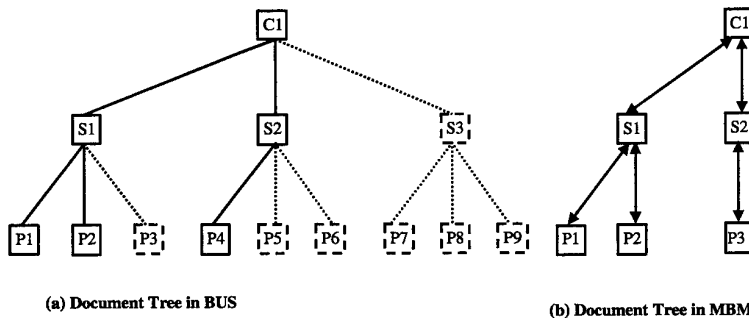 C1
C1
S1
S2
S3
S1
S2
P1
P2
P3
P4
P5
P6
P7
P8
P9
P1
P2
P3
(a) Document Tree in BUS
(b) Document Tree in MBM